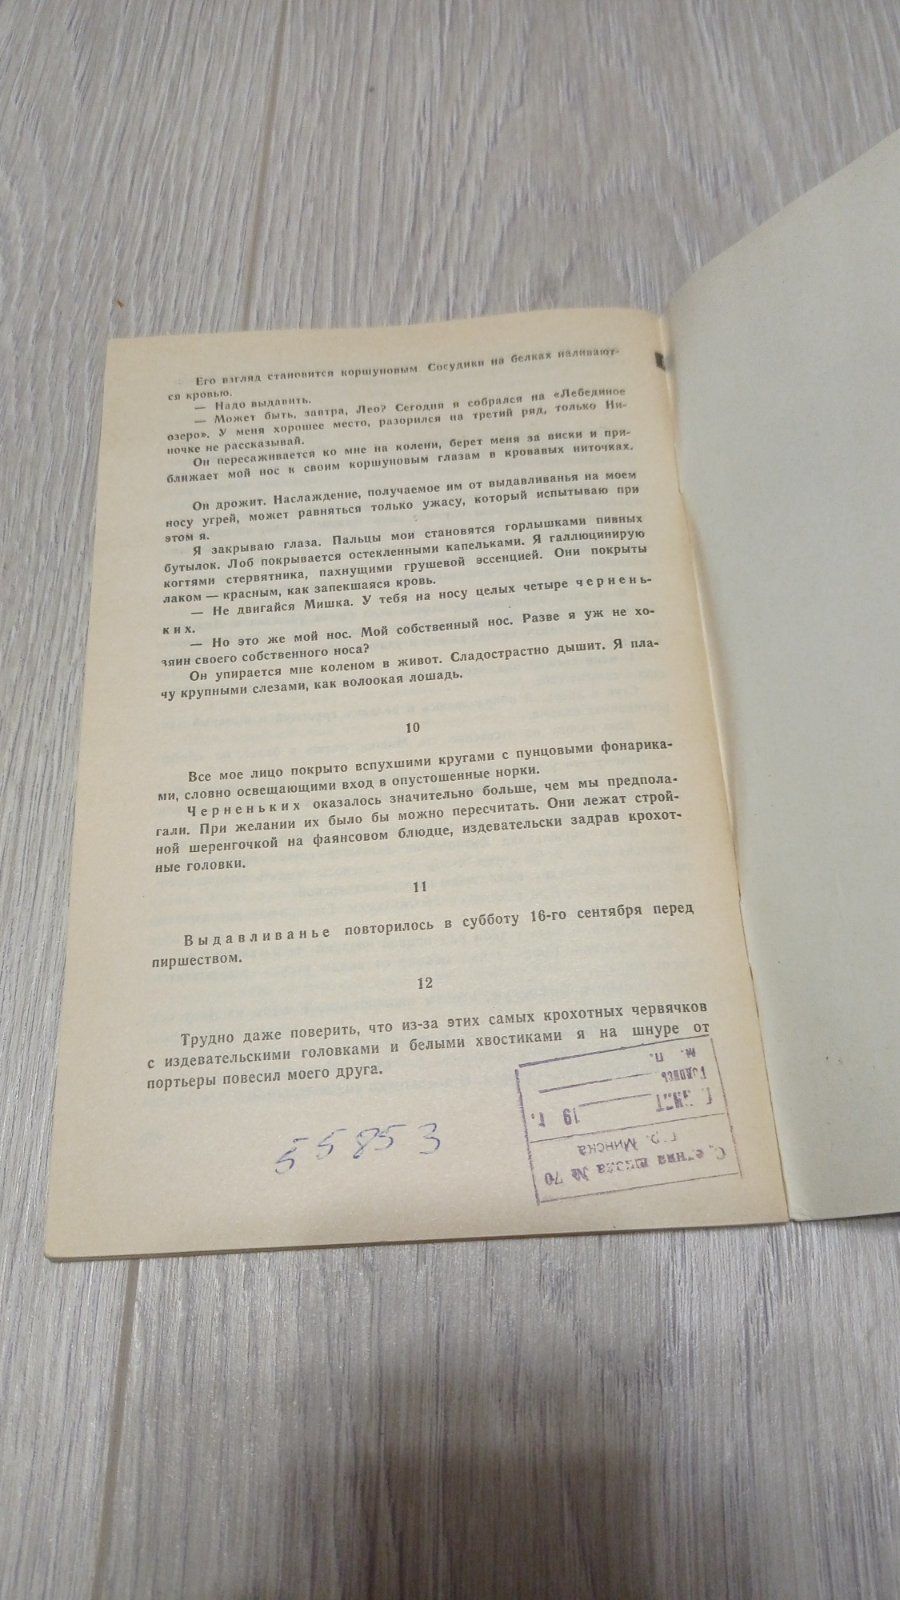 Его взгляд становится коршуновым. Сосудики на белках наливают-
ся кровью.
— Надо выдавить.
— Может быть, завтра, Лео? Сегодня я собрался на «Лебединое
озеро». У меня хорошее место, разорился на третий ряд, только Ни-
ночке не рассказывай.
Он пересаживается ко мне на колени, берет меня за виски и при-
ближает мой нос к своим коршуновым глазам в кровавых ниточках.
Он дрожит. Наслаждение, получаемое им от выдавливанья на моем
носу угрей, может равняться только ужасу, который испытываю при
этом я.
Я закрываю глаза. Пальцы мои становятся горлышками пивных
бутылок. Лоб покрывается остекленными капельками. Я галлюцинирую
когтями стервятника, пахнущими грушевой эссенцией. Они покрыты
лаком — красным, как запекшаяся кровь.
— Не двигайся Мишка. У тебя на носу целых четыре чернень-
ких.
— Но это же мой нос. Мой собственный нос. Разве я уж не хо-
зяин своего собственного носа?
Он упирается мне коленом в живот. Сладострастно дышит. Я пла-
чу крупными слезами, как волоокая лошадь.
10
Все мое лицо покрыто вспухшими кругами с пунцовыми фонарика-
ми, словно освещающими вход в опустошенные норки.
Черненьких оказалось значительно больше, чем мы предпола-
гали. При желании их было бы можно пересчитать. Они лежат строй-
ной шеренгочкой на фаянсовом блюдце, издевательски задрав крохот-
ные головки.
11
Выдавливанье повторилось в субботу 16-го сентября перед
пиршеством.
12
Трудно даже поверить, что из-за этих самых крохотных червячков
с издевательскими головками и белыми хвостиками я на шнуре от
портьеры повесил моего друга.
55853
школа № 70
гор. Минска
19 г.
м. п.